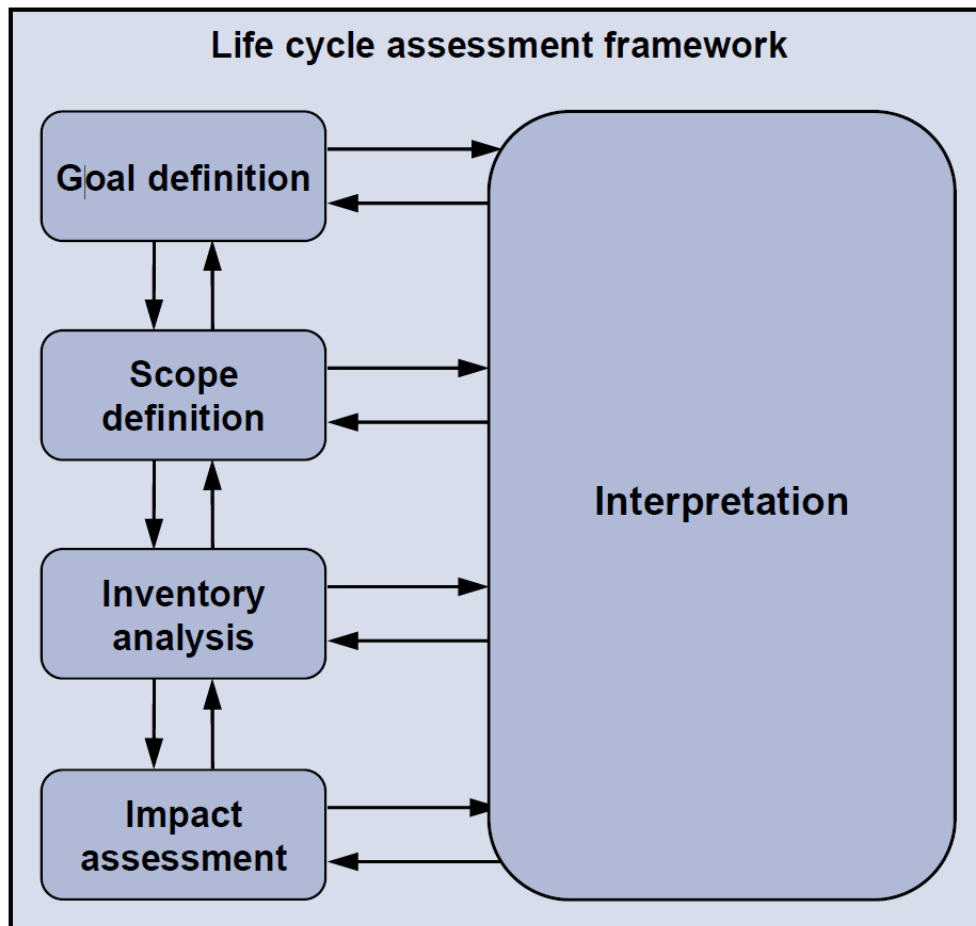 Life cycle assessment framework
Goal definition
Scope
definition
Inventory
analysis
Impact
assessment
Interpretation